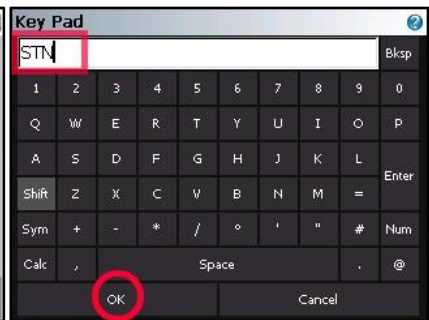 Key Pad ?
STN Bksp
1 2 3 4 5 6 7 8 9 0
Q W E R T Y U I O P
A S D F G H J K L Enter
Shift Z X C V B N M =
Sym + - * / ° ' " # Num
Calc , Space . @
OK Cancel